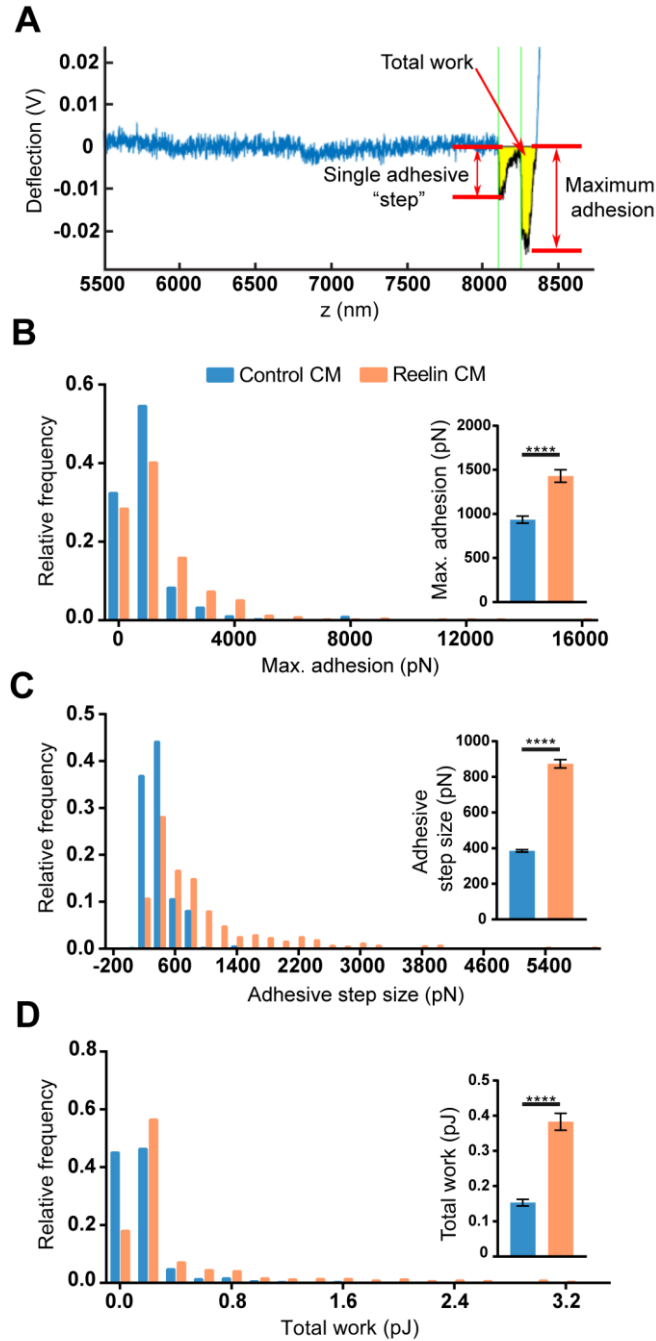 A
0.02
0.01
0
-0.01
-0.02
Deflection (V)
Total work
Single adhesive
“step”
Maximum
adhesion
5500 6000 6500 7000 7500 8000 8500
z (nm)
B
Control CM Reelin CM
0.6
0.4
0.2
0.0
Relative frequency
0 4000 8000 12000 16000
Max. adhesion (pN)
2000
1500
1000
500
0
Max. adhesion (pN)
****
C
0.5
0.4
0.3
0.2
0.1
0.0
Relative frequency
-200 600 1400 2200 3000 3800 4600 5400
Adhesive step size (pN)
1000
800
600
400
200
0
Adhesive
step size (pN)
****
D
0.8
0.6
0.4
0.2
0.0
Relative frequency
0.0 0.8 1.6 2.4 3.2
Total work (pJ)
0.5
0.4
0.3
0.2
0.1
0
Total work (pJ)
****